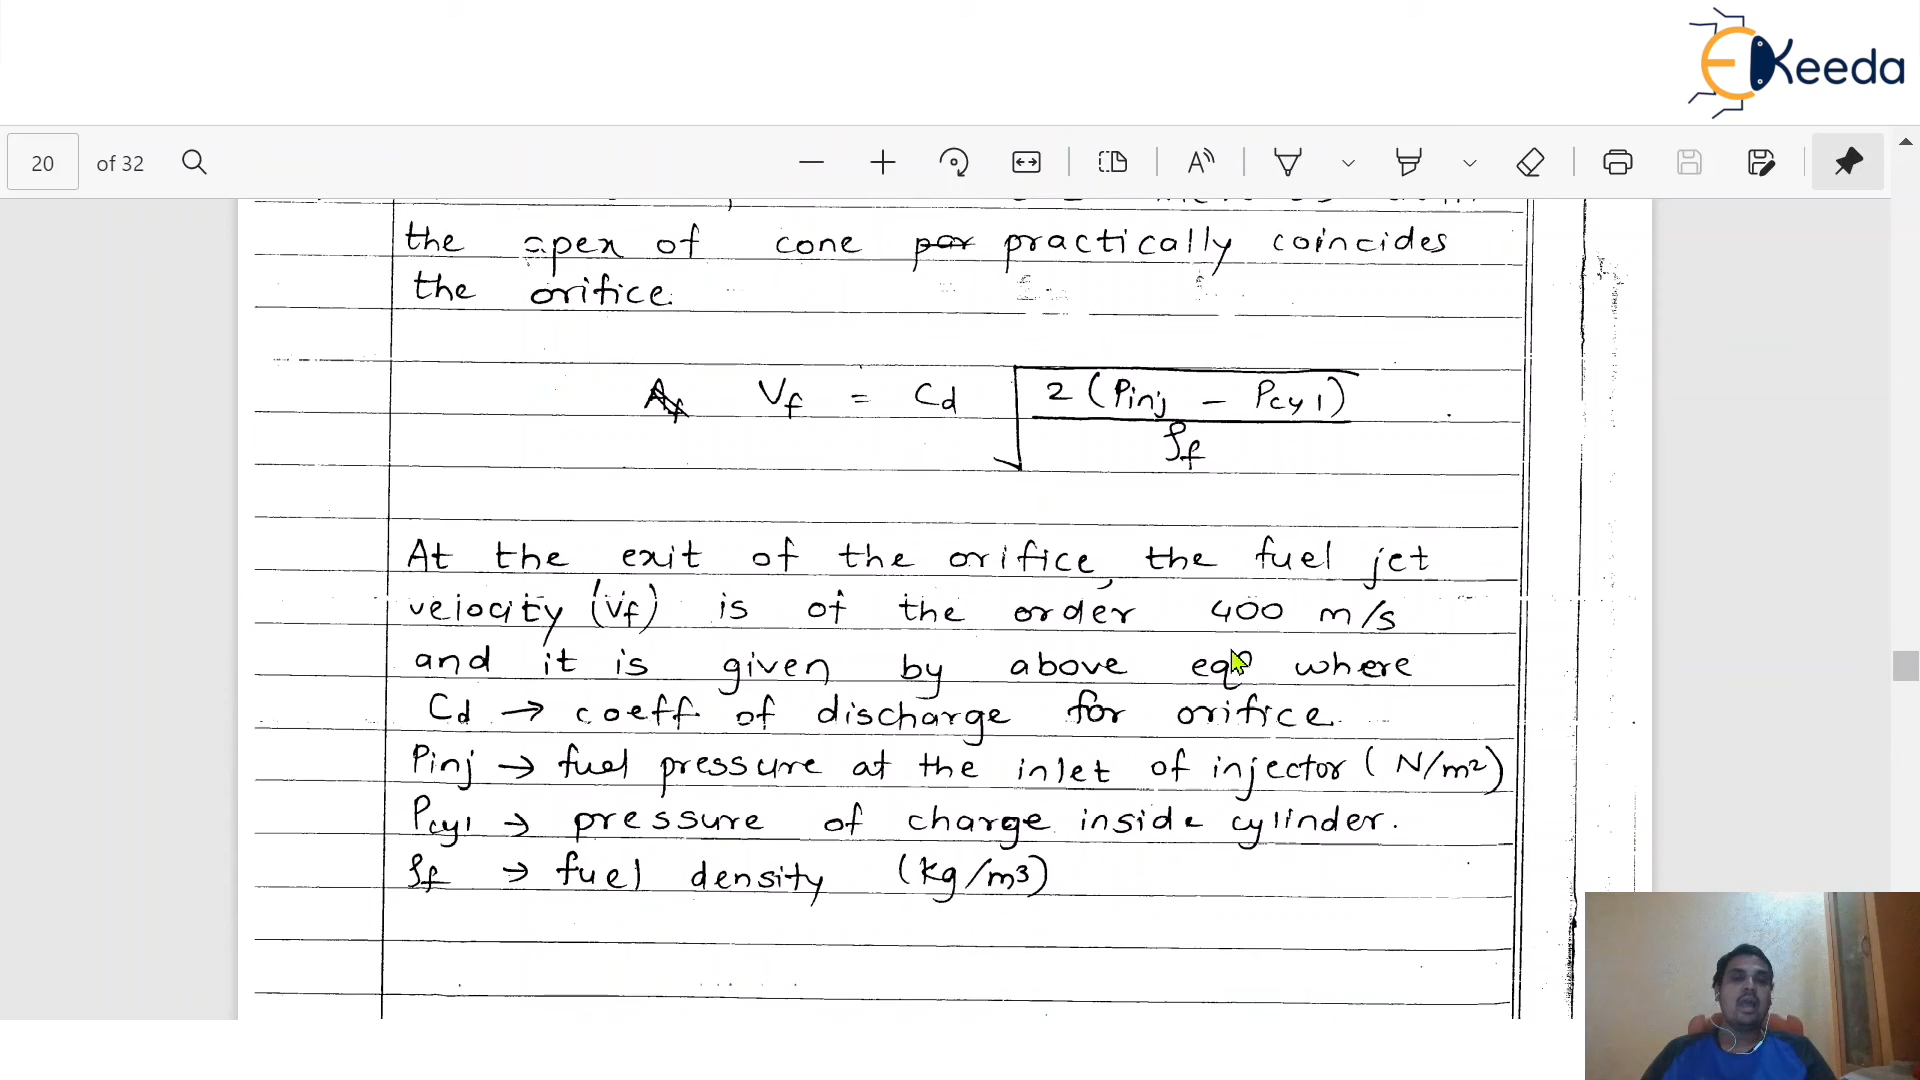 EKeeda
20 of 32
the apex of cone practically coincides
the orifice.
Vf = Cd √(2 (Pinj - Pcyl) / ρf)
At the exit of the orifice, the fuel jet
velocity (Vf) is of the order 400 m/s
and it is given by above eqn where
Cd → coeff. of discharge for orifice.
Pinj → fuel pressure at the inlet of injector (N/m²)
Pcyl → pressure of charge inside cylinder.
ρf → fuel density (kg/m³)